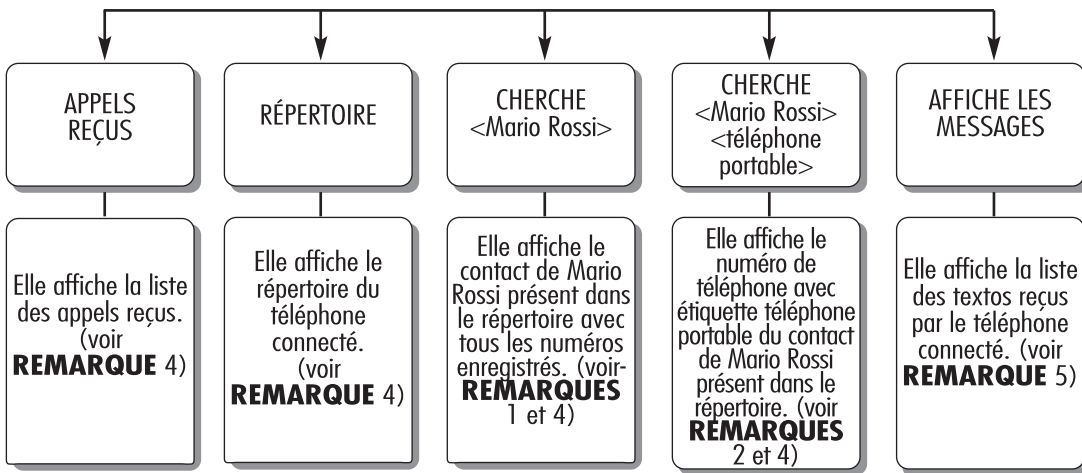 APPELS
REÇUS
RÉPERTOIRE
CHERCHE
<Mario Rossi>
CHERCHE
<Mario Rossi>
<téléphone
portable>
AFFICHE LES
MESSAGES
Elle affiche la liste
des appels reçus.
(voir
REMARQUE 4)
Elle affiche le
répertoire du
téléphone
connecté.
(voir
REMARQUE 4)
Elle affiche le
contact de Mario
Rossi présent dans
le répertoire avec
tous les numéros
enregistrés. (voir-
REMARQUES
1 et 4)
Elle affiche le
numéro de
téléphone avec
étiquette téléphone
portable du contact
de Mario Rossi
présent dans le
répertoire. (voir
REMARQUES
2 et 4)
Elle affiche la liste
des textos reçus
par le téléphone
connecté. (voir
REMARQUE 5)